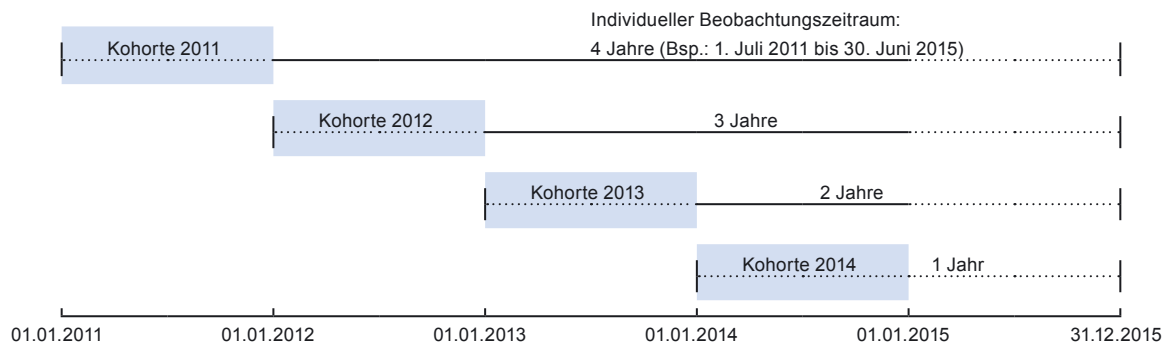 Individueller Beobachtungszeitraum:
Kohorte 2011
4 Jahre (Bsp.: 1. Juli 2011 bis 30. Juni 2015)
Kohorte 2012
3 Jahre
Kohorte 2013
2 Jahre
Kohorte 2014
1 Jahr
01.01.2011
01.01.2012
01.01.2013
01.01.2014
01.01.2015
31.12.2015